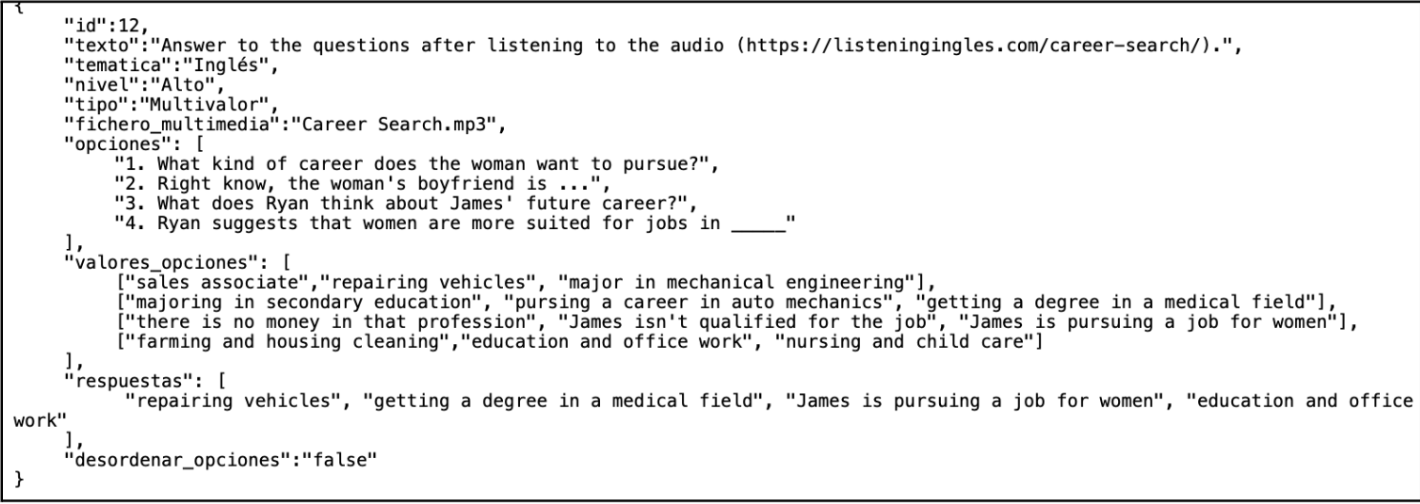 {
"id":12,
"texto":"Answer to the questions after listening to the audio (https://listeningingles.com/career-search/).",
"tematica":"Inglés",
"nivel":"Alto",
"tipo":"Multivalor",
"fichero_multimedia":"Career Search.mp3",
"opciones": [
"1. What kind of career does the woman want to pursue?",
"2. Right know, the woman's boyfriend is ...",
"3. What does Ryan think about James' future career?",
"4. Ryan suggests that women are more suited for jobs in _____"
],
"valores_opciones": [
["sales associate","repairing vehicles", "major in mechanical engineering"],
["majoring in secondary education", "pursing a career in auto mechanics", "getting a degree in a medical field"],
["there is no money in that profession", "James isn't qualified for the job", "James is pursuing a job for women"],
["farming and housing cleaning","education and office work", "nursing and child care"]
],
"respuestas": [
"repairing vehicles", "getting a degree in a medical field", "James is pursuing a job for women", "education and office
work"
],
"desordenar_opciones":"false"
}